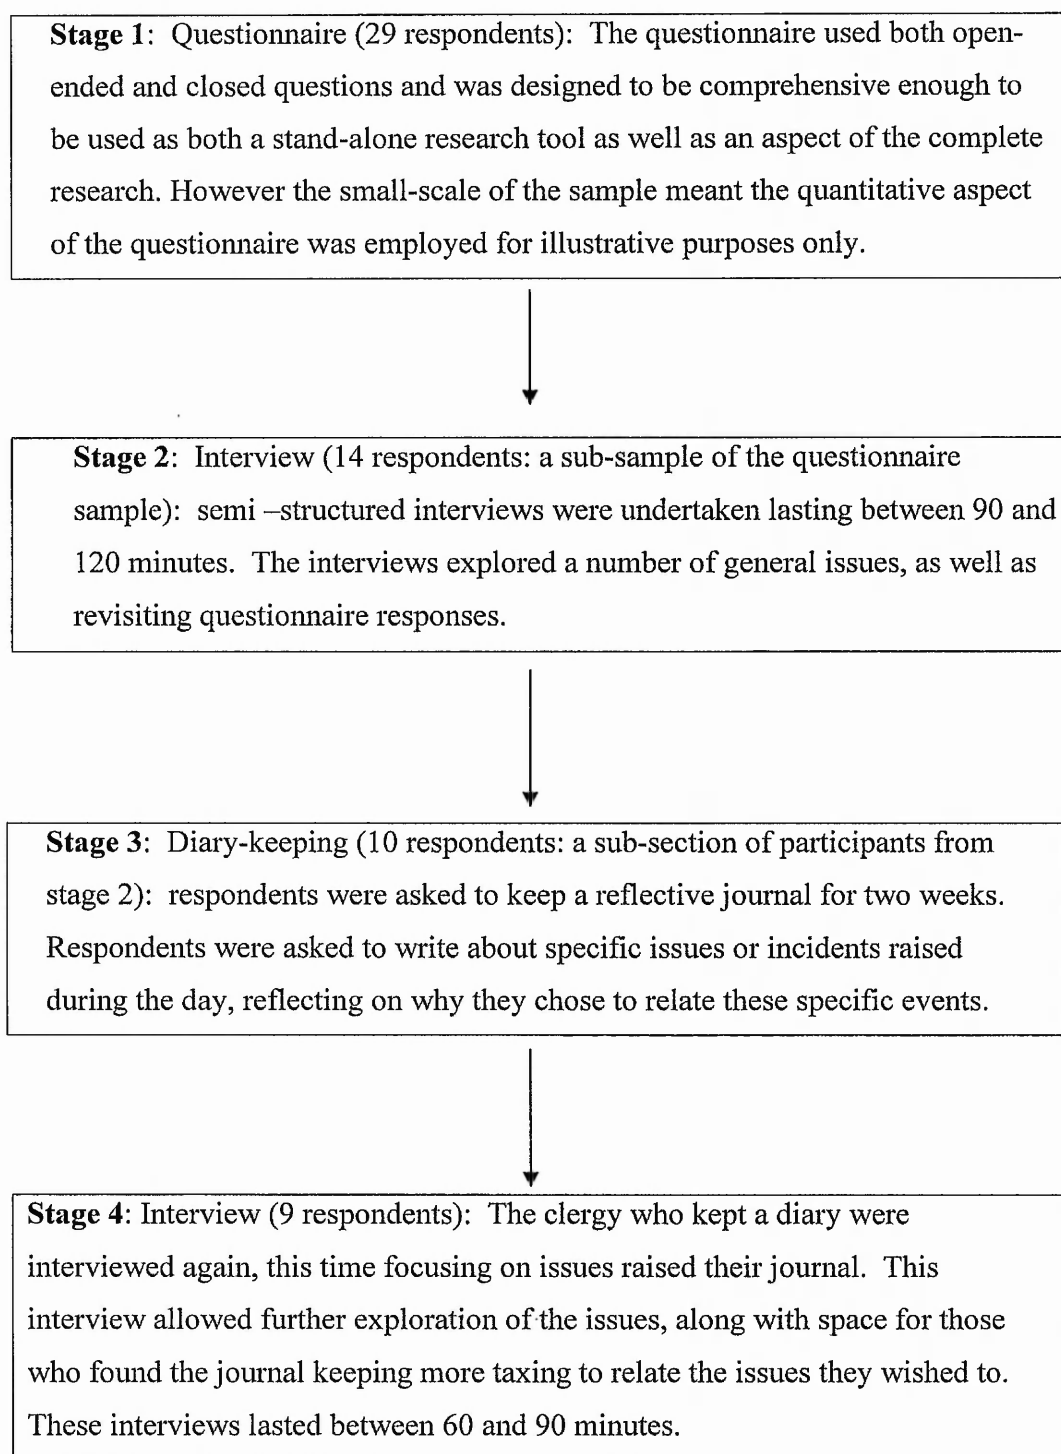 Stage 1: Questionnaire (29 respondents): The questionnaire used both open-
ended and closed questions and was designed to be comprehensive enough to
be used as both a stand-alone research tool as well as an aspect of the complete
research. However the small-scale of the sample meant the quantitative aspect
of the questionnaire was employed for illustrative purposes only.
Stage 2: Interview (14 respondents: a sub-sample of the questionnaire
sample): semi –structured interviews were undertaken lasting between 90 and
120 minutes. The interviews explored a number of general issues, as well as
revisiting questionnaire responses.
Stage 3: Diary-keeping (10 respondents: a sub-section of participants from
stage 2): respondents were asked to keep a reflective journal for two weeks.
Respondents were asked to write about specific issues or incidents raised
during the day, reflecting on why they chose to relate these specific events.
Stage 4: Interview (9 respondents): The clergy who kept a diary were
interviewed again, this time focusing on issues raised their journal. This
interview allowed further exploration of the issues, along with space for those
who found the journal keeping more taxing to relate the issues they wished to.
These interviews lasted between 60 and 90 minutes.